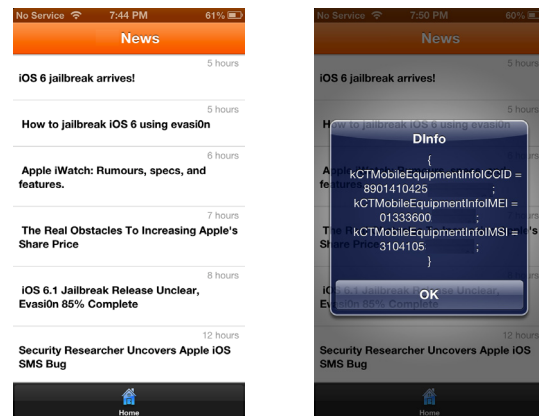 No Service 7:44 PM 61%
News
5 hours
iOS 6 jailbreak arrives!
5 hours
How to jailbreak iOS 6 using evasi0n
6 hours
Apple iWatch: Rumours, specs, and
features.
7 hours
The Real Obstacles To Increasing Apple's
Share Price
8 hours
iOS 6.1 Jailbreak Release Unclear,
Evasi0n 85% Complete
12 hours
Security Researcher Uncovers Apple iOS
SMS Bug
Home
No Service 7:50 PM 60%
News
5 hours
iOS 6 jailbreak arrives!
5 hours
How to jailbreak iOS 6 using evasi0n
DInfo
{
kCTMobileEquipmentInfoICCID =
8901410425 ;
kCTMobileEquipmentInfoIMEI =
01333600 ;
kCTMobileEquipmentInfoIMSI =
3104105 ;
}
OK
iOS 6.1 Jailbreak Release Unclear,
Evasi0n 85% Complete
12 hours
Security Researcher Uncovers Apple iOS
SMS Bug
Home